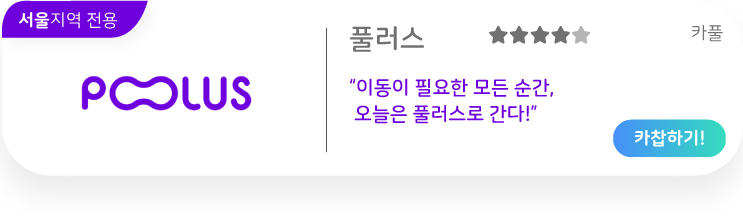 서울지역 전용
POOLUS
풀러스
카풀
“이동이 필요한 모든 순간,
오늘은 풀러스로 간다!”
카찹하기!